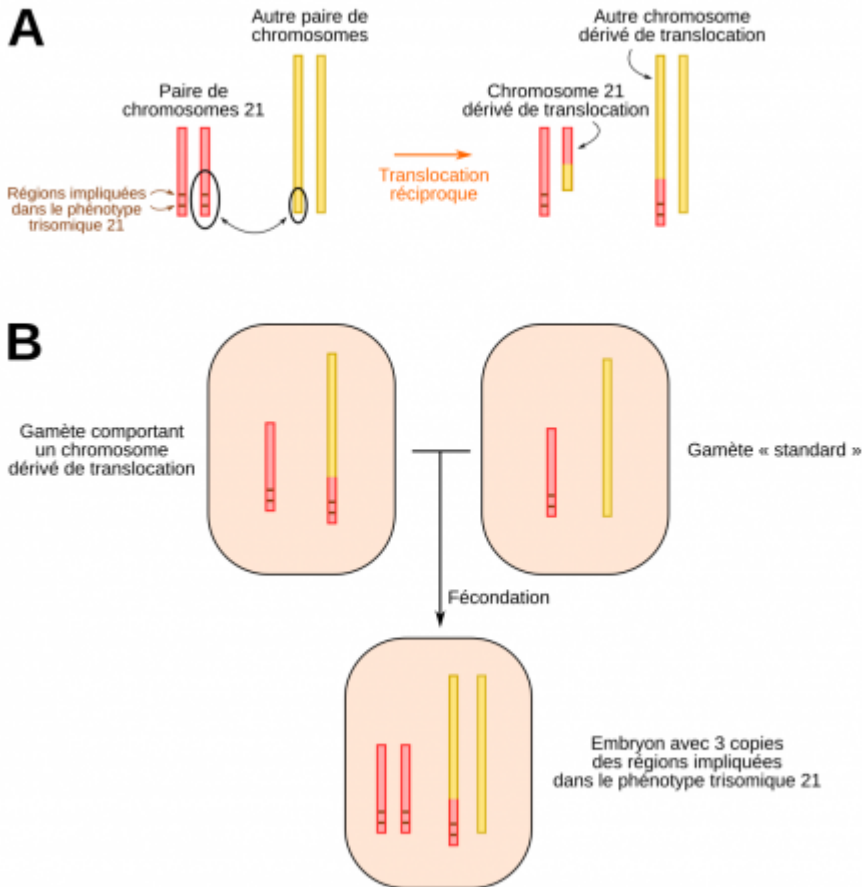 A
Autre paire de
chromosomes
Autre chromosome
dérivé de translocation
Paire de
chromosomes 21
Chromosome 21
dérivé de translocation
Translocation
réciproque
Régions impliquées
dans le phénotype
trisomique 21
B
Gamète comportant
un chromosome
dérivé de translocation
Gamète « standard »
Fécondation
Embryon avec 3 copies
des régions impliquées
dans le phénotype trisomique 21